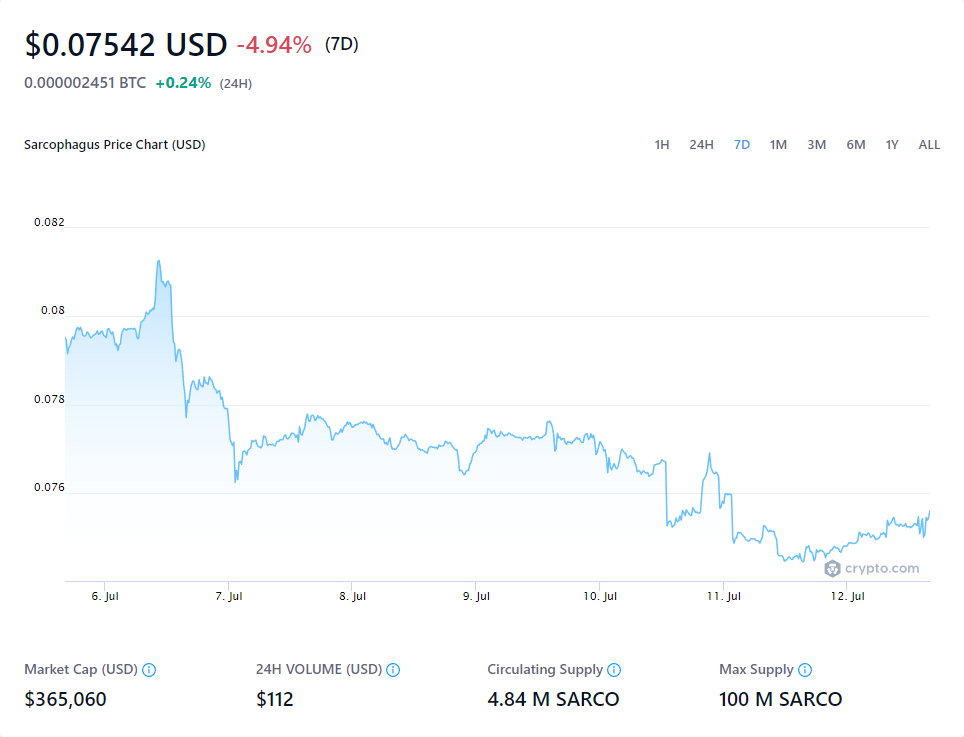 $0.07542 USD -4.94% (7D)
0.000002451 BTC +0.24% (24H)
Sarcophagus Price Chart (USD) 1H 24H 7D 1M 3M 6M 1Y ALL
0.082
0.08
0.078
0.076
crypto.com
6. Jul 7. Jul 8. Jul 9. Jul 10. Jul 11. Jul 12. Jul
Market Cap (USD) 24H VOLUME (USD) Circulating Supply Max Supply
$365,060 $112 4.84 M SARCO 100 M SARCO